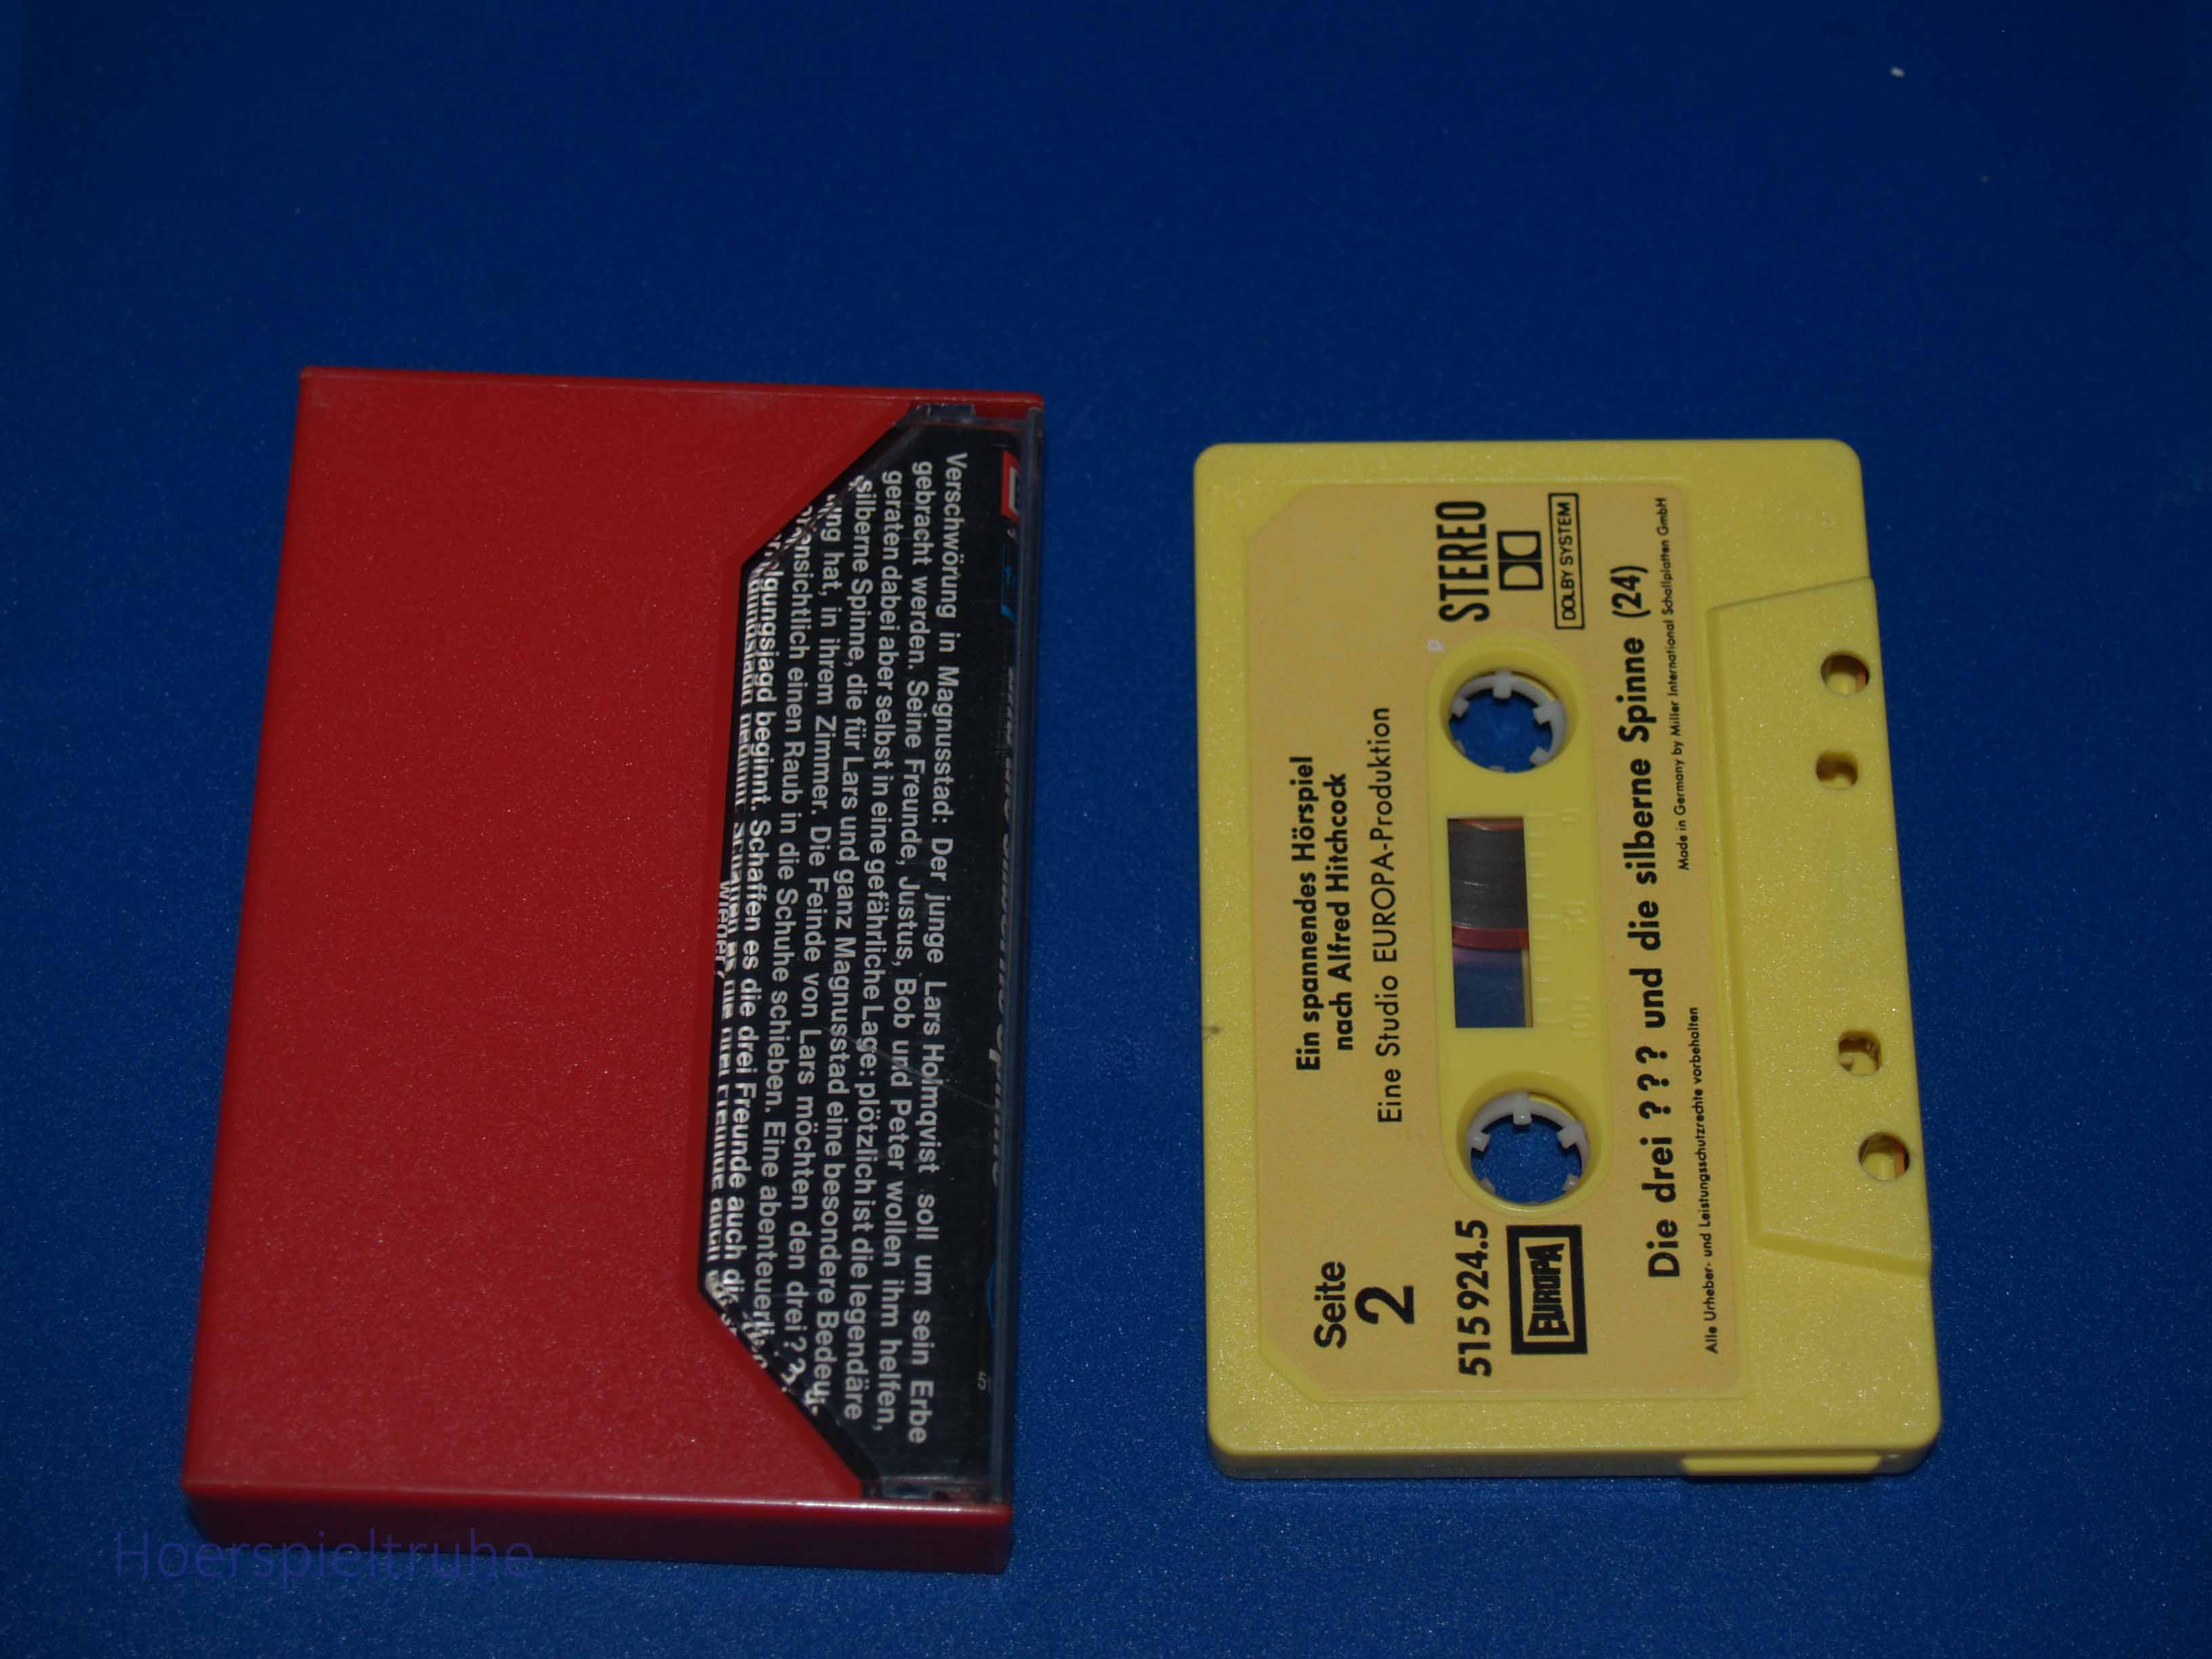 Verschwörung in Magnusstad: Der junge Lars Holmqvist soll um sein Erbe
gebracht werden. Seine Freunde, Justus, Bob und Peter wollen ihm helfen,
geraten dabei aber selbst in eine gefährliche Lage: plötzlich ist die legendäre
silberne Spinne, die für Lars und ganz Magnusstad eine besondere Bedeu-
hat, in ihrem Zimmer. Die Feinde von Lars möchten den drei ? ? ?
einen Raub in die Schuhe schieben. Eine
beginnt. Schaffen es die drei Freunde auch
Ein spannendes Hörspiel
nach Alfred Hitchcock
Eine Studio EUROPA-Produktion
Seite
2
STEREO
515 924.5
EUROPA
DOLBY SYSTEM
Die drei ? ? ? und die silberne Spinne (24)
Alle Urheber- und Leistungsschutzrechte vorbehalten
Made in Germany by Miller International Schallplatten GmbH
Hoerspieltruhe